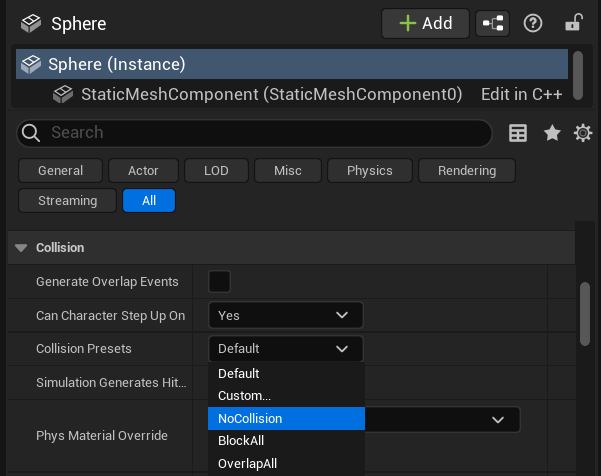 Sphere
Add
Sphere (Instance)
StaticMeshComponent (StaticMeshComponent0) Edit in C++
Search
General Actor LOD Misc Physics Rendering
Streaming All
Collision
Generate Overlap Events
Can Character Step Up On Yes
Collision Presets Default
Default
Simulation Generates Hit...
Custom...
NoCollision
Phys Material Override
BlockAll
OverlapAll